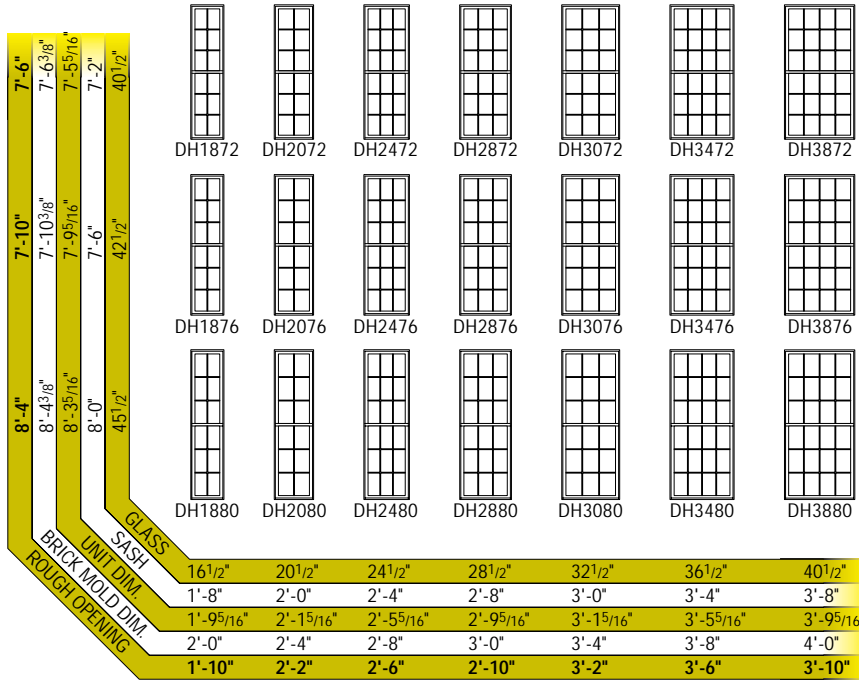 7'-6" 7'-6 3/8" 7'-5 5/16" 7'-2" 40 1/2"
DH1872 DH2072 DH2472 DH2872 DH3072 DH3472 DH3872
7'-10" 7'-10 3/8" 7'-9 5/16" 7'-6" 42 1/2"
DH1876 DH2076 DH2476 DH2876 DH3076 DH3476 DH3876
8'-4" 8'-4 3/8" 8'-3 5/16" 8'-0" 45 1/2"
DH1880 DH2080 DH2480 DH2880 DH3080 DH3480 DH3880
GLASS 16 1/2" 20 1/2" 24 1/2" 28 1/2" 32 1/2" 36 1/2" 40 1/2"
SASH 1'-8" 2'-0" 2'-4" 2'-8" 3'-0" 3'-4" 3'-8"
UNIT DIM. 1'-9 5/16" 2'-1 5/16" 2'-5 5/16" 2'-9 5/16" 3'-1 5/16" 3'-5 5/16" 3'-9 5/16
BRICK MOLD DIM. 2'-0" 2'-4" 2'-8" 3'-0" 3'-4" 3'-8" 4'-0"
ROUGH OPENING 1'-10" 2'-2" 2'-6" 2'-10" 3'-2" 3'-6" 3'-10"